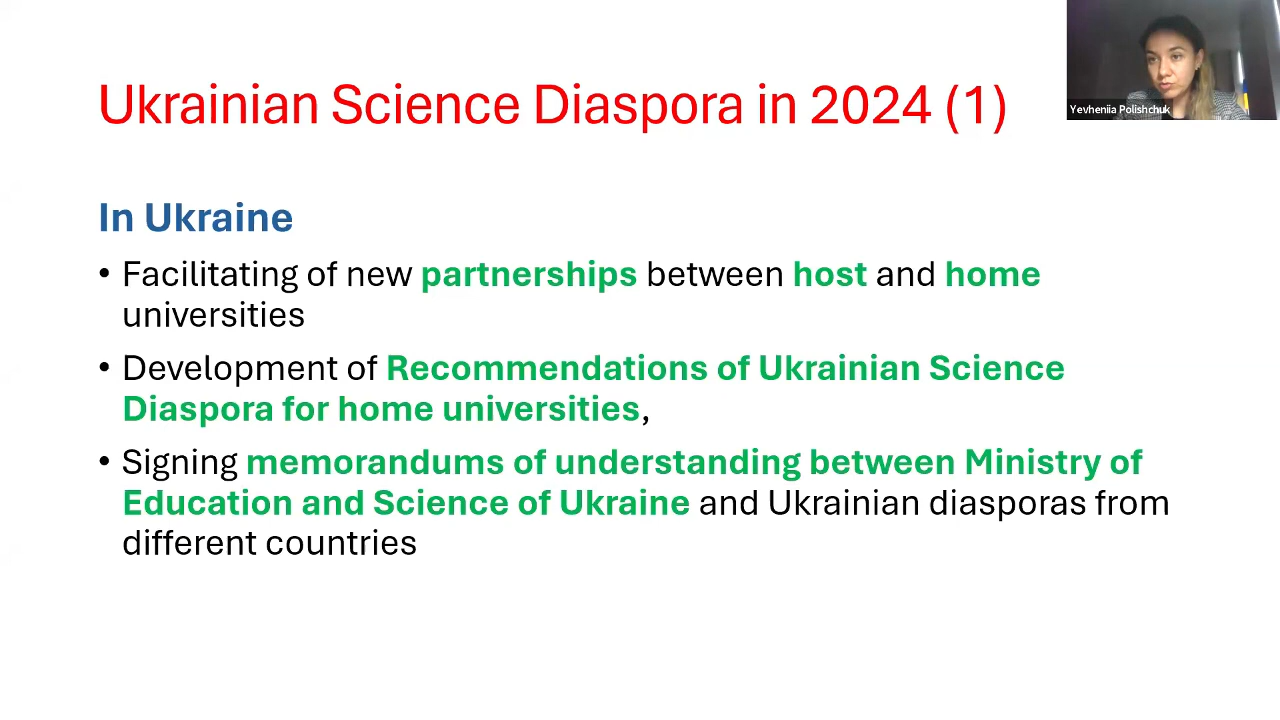 Ukrainian Science Diaspora in 2024 (1)
Yevheniia Polishchuk
In Ukraine
• Facilitating of new partnerships between host and home
universities
• Development of Recommendations of Ukrainian Science
Diaspora for home universities,
• Signing memorandums of understanding between Ministry of
Education and Science of Ukraine and Ukrainian diasporas from
different countries